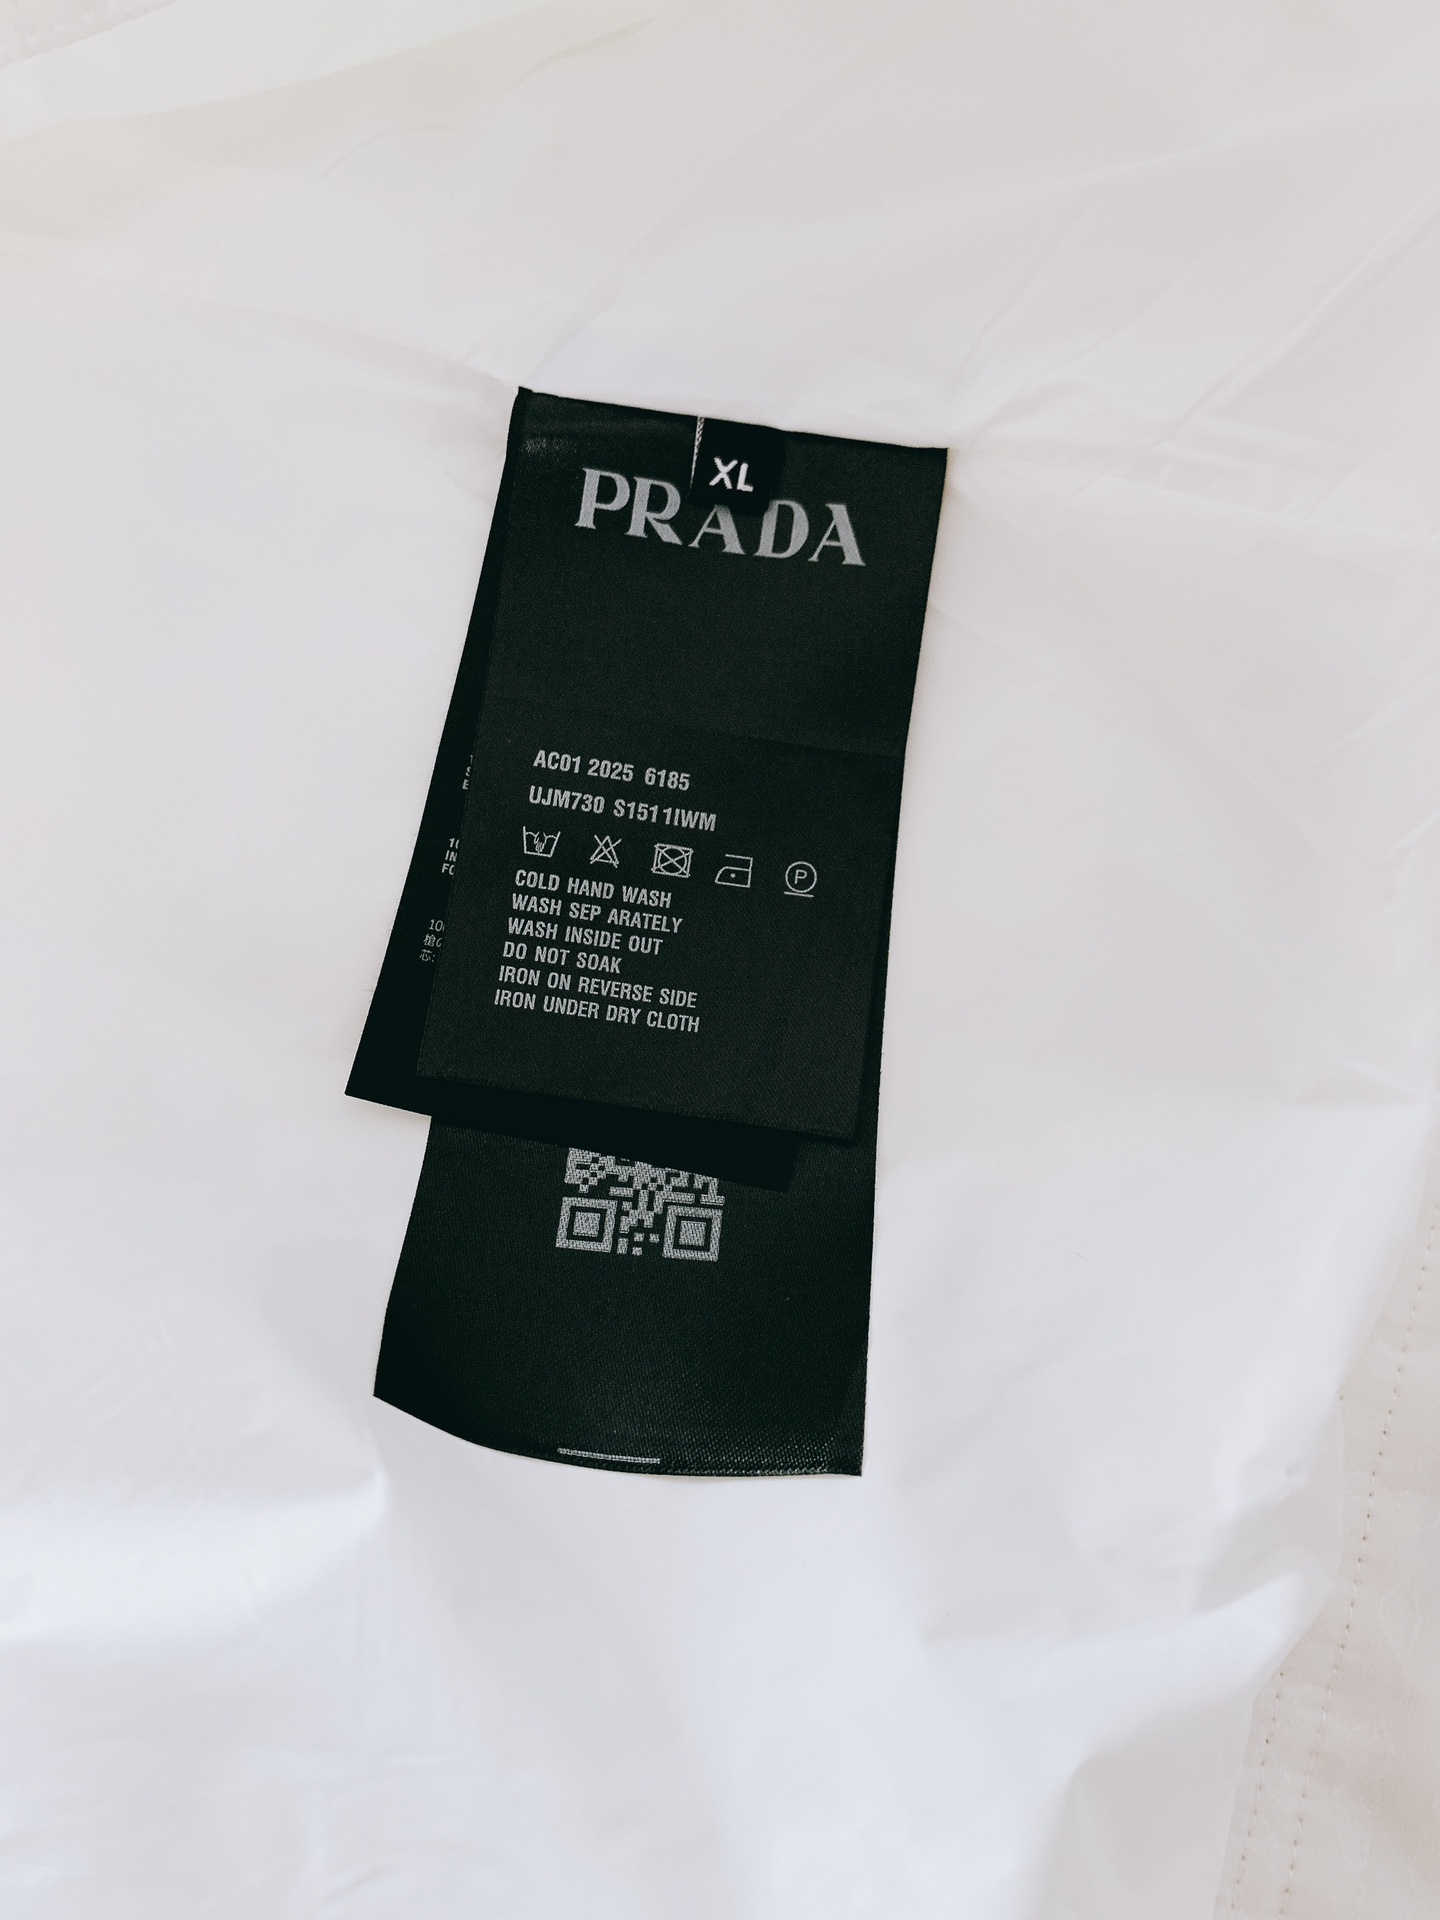 XL
PRADA
AC01 2025 6185
UJM730 S1511IWM
P
COLD HAND WASH
WASH SEP ARATELY
WASH INSIDE OUT
DO NOT SOAK
IRON ON REVERSE SIDE
IRON UNDER DRY CLOTH